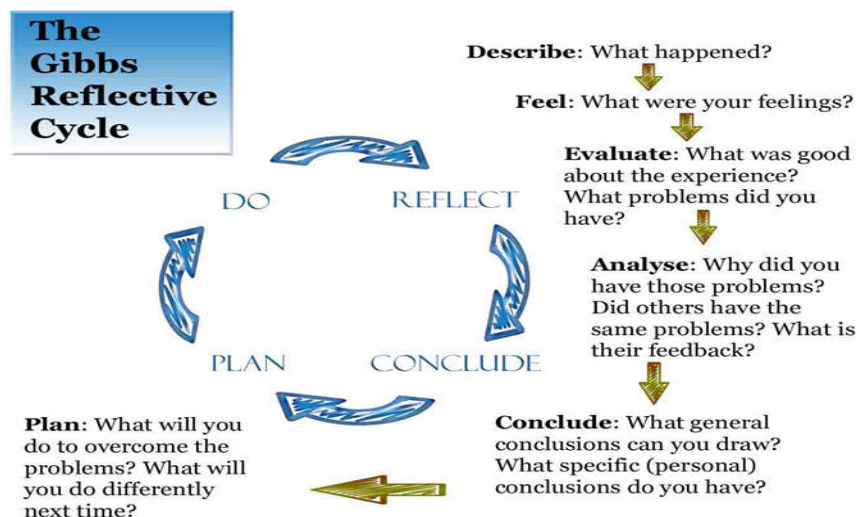 The
Gibbs
Reflective
Cycle
Describe: What happened?
Feel: What were your feelings?
Evaluate: What was good
about the experience?
What problems did you
have?
Analyse: Why did you
have those problems?
Did others have the
same problems? What is
their feedback?
Conclude: What general
conclusions can you draw?
What specific (personal)
conclusions do you have?
Plan: What will you
do to overcome the
problems? What will
you do differently
next time?
DO
REFLECT
CONCLUDE
PLAN